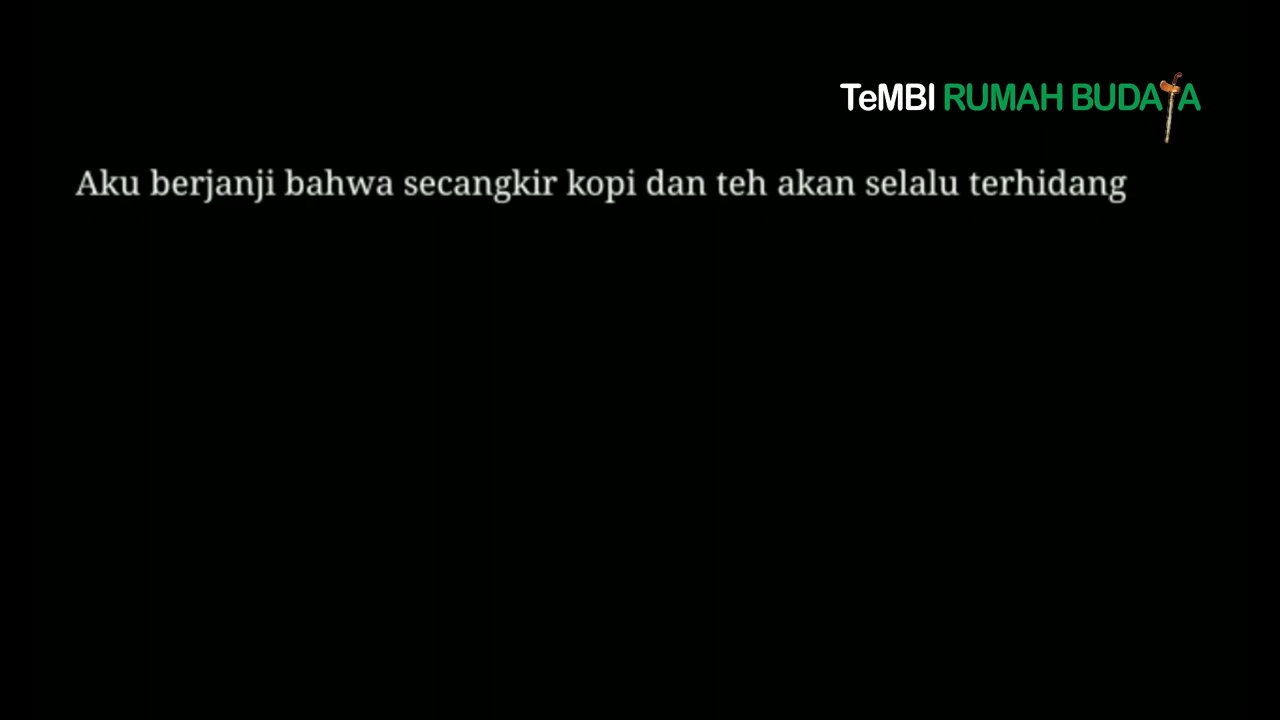 TeMBI RUMAH BUDAYA
Aku berjanji bahwa secangkir kopi dan teh akan selalu terhidang